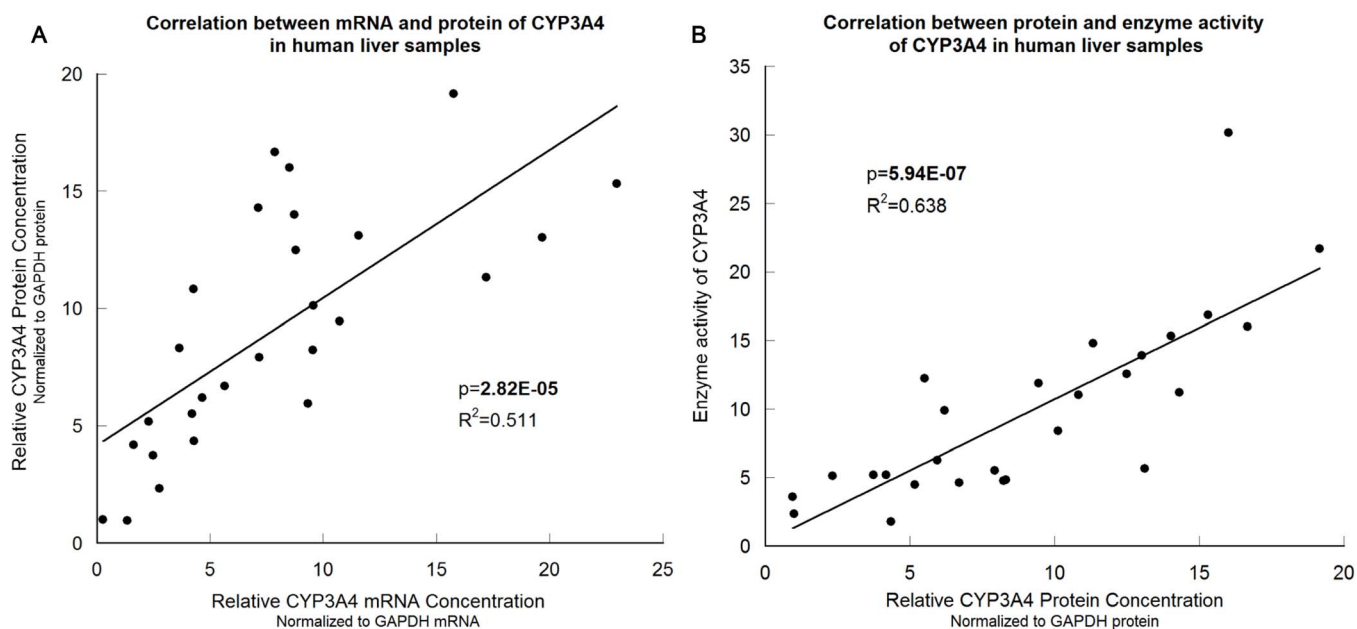 A
Correlation between mRNA and protein of CYP3A4
in human liver samples
Relative CYP3A4 Protein Concentration
Normalized to GAPDH protein
20
15
10
5
0
p=2.82E-05
R²=0.511
0 5 10 15 20 25
Relative CYP3A4 mRNA Concentration
Normalized to GAPDH mRNA
B
Correlation between protein and enzyme activity
of CYP3A4 in human liver samples
Enzyme activity of CYP3A4
35
30
25
20
15
10
5
0
p=5.94E-07
R²=0.638
0 5 10 15 20
Relative CYP3A4 Protein Concentration
Normalized to GAPDH protein